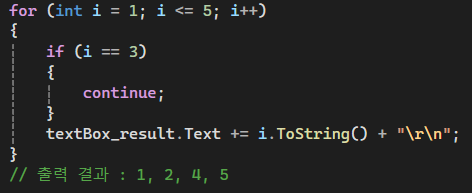 for (int i = 1; i <= 5; i++)
{
    if (i == 3)
    {
        continue;
    }
    textBox_result.Text += i.ToString() + "\r\n";
}
// 출력 결과 : 1, 2, 4, 5